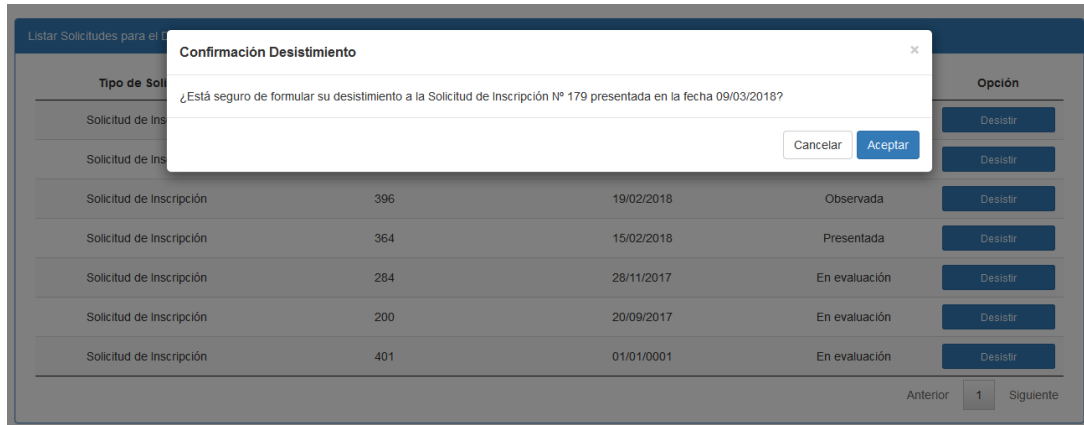 Listar Solicitudes para el
Confirmación Desistimiento
×
Tipo de Soli
Opción
¿Está seguro de formular su desistimiento a la Solicitud de Inscripción Nº 179 presentada en la fecha 09/03/2018?
Solicitud de Ins
Desistir
Cancelar Aceptar
Solicitud de Ins
Desistir
Solicitud de Inscripción 396 19/02/2018 Observada Desistir
Solicitud de Inscripción 364 15/02/2018 Presentada Desistir
Solicitud de Inscripción 284 28/11/2017 En evaluación Desistir
Solicitud de Inscripción 200 20/09/2017 En evaluación Desistir
Solicitud de Inscripción 401 01/01/0001 En evaluación Desistir
Anterior 1 Siguiente